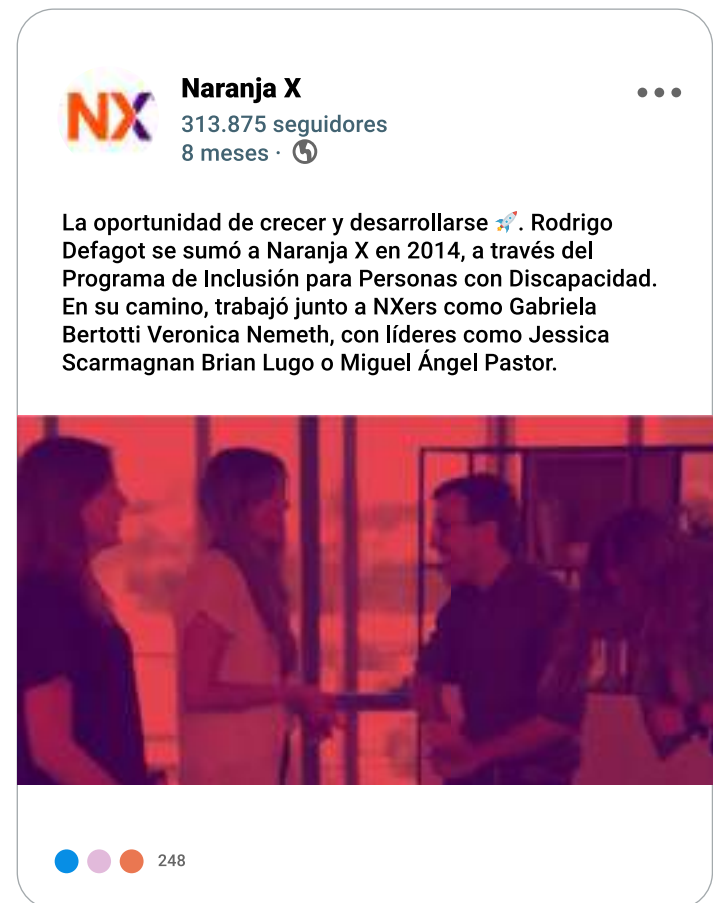 NX
Naranja X
313.875 seguidores
8 meses ·
La oportunidad de crecer y desarrollarse 🚀. Rodrigo
Defagot se sumó a Naranja X en 2014, a través del
Programa de Inclusión para Personas con Discapacidad.
En su camino, trabajó junto a NXers como Gabriela
Bertotti Veronica Nemeth, con líderes como Jessica
Scarmagnan Brian Lugo o Miguel Ángel Pastor.
248